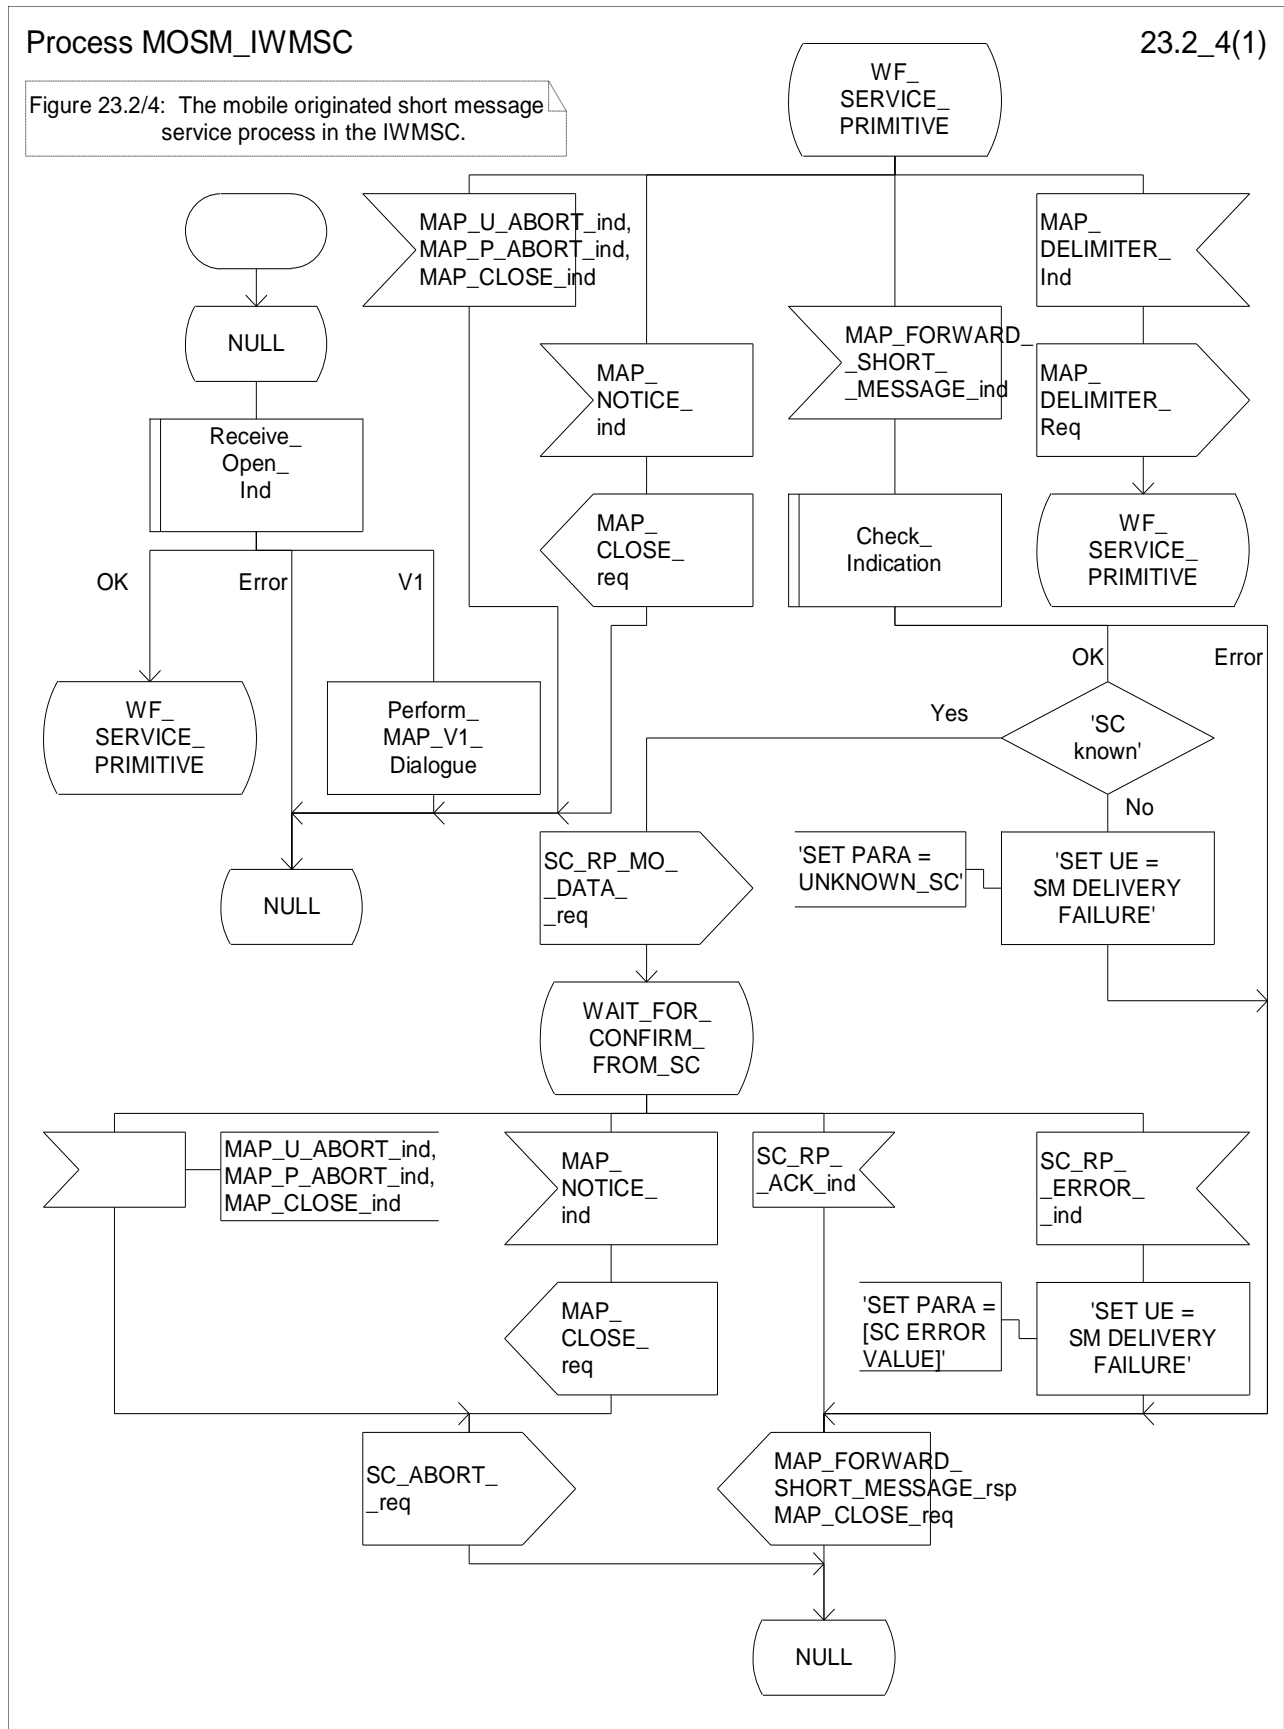 Process MOSM_IWMSC
23.2_4(1)
Figure 23.2/4: The mobile originated short message
service process in the IWMSC.
WF_
SERVICE_
PRIMITIVE
MAP_U_ABORT_ind,
MAP_P_ABORT_ind,
MAP_CLOSE_ind
MAP_
DELIMITER_
Ind
NULL
MAP_FORWARD_
_SHORT_
_MESSAGE_ind
MAP_
NOTICE_
ind
MAP_
DELIMITER_
Req
Receive_
Open_
Ind
MAP_
CLOSE_
req
Check_
Indication
WF_
SERVICE_
PRIMITIVE
OK
Error
V1
OK
Error
WF_
SERVICE_
PRIMITIVE
Perform_
MAP_V1_
Dialogue
Yes
'SC
known'
No
NULL
SC_RP_MO_
_DATA_
_req
'SET PARA =
UNKNOWN_SC'
'SET UE =
SM DELIVERY
FAILURE'
WAIT_FOR_
CONFIRM_
FROM_SC
MAP_U_ABORT_ind,
MAP_P_ABORT_ind,
MAP_CLOSE_ind
MAP_
NOTICE_
ind
SC_RP_
_ACK_ind
SC_RP_
_ERROR_
_ind
MAP_
CLOSE_
req
'SET PARA =
[SC ERROR
VALUE]'
'SET UE =
SM DELIVERY
FAILURE'
SC_ABORT_
_req
MAP_FORWARD_
SHORT_MESSAGE_rsp
MAP_CLOSE_req
NULL